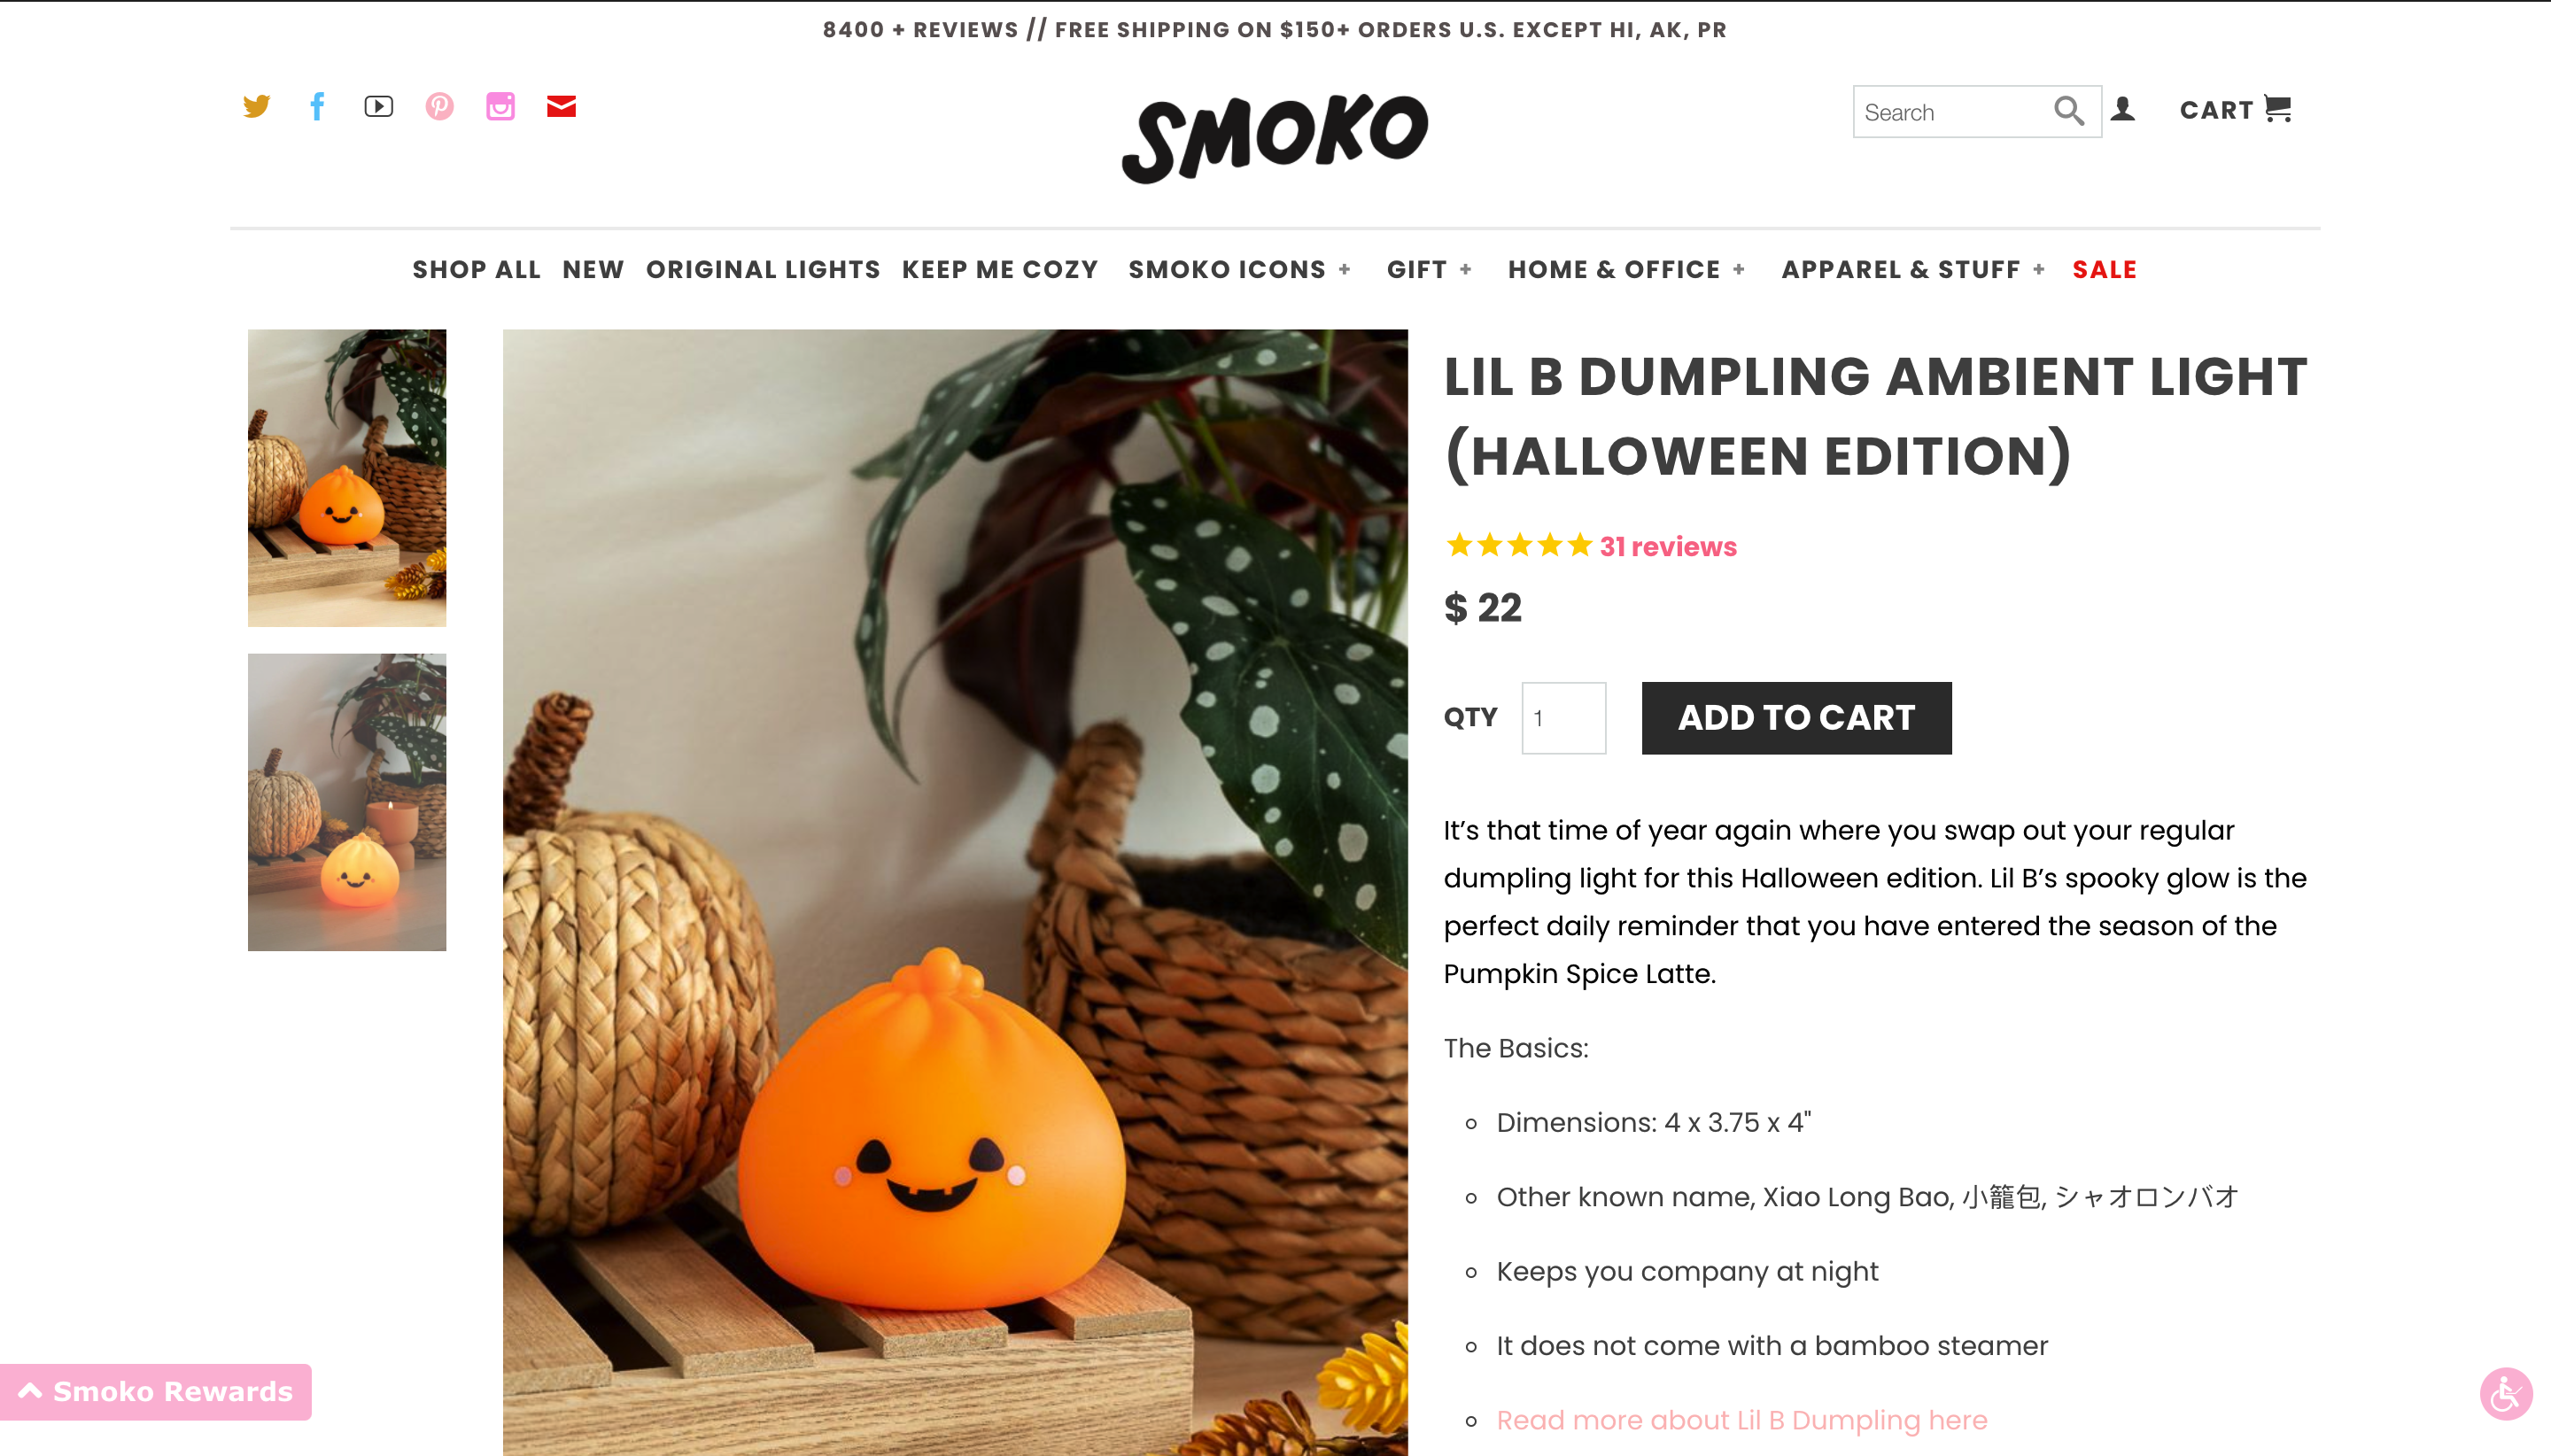 8400 + REVIEWS // FREE SHIPPING ON $150+ ORDERS U.S. EXCEPT HI, AK, PR
SMOKO
Search
CART
SHOP ALL NEW ORIGINAL LIGHTS KEEP ME COZY SMOKO ICONS + GIFT + HOME & OFFICE + APPAREL & STUFF + SALE
LIL B DUMPLING AMBIENT LIGHT
(HALLOWEEN EDITION)
31 reviews
$ 22
QTY 1 ADD TO CART
It’s that time of year again where you swap out your regular
dumpling light for this Halloween edition. Lil B’s spooky glow is the
perfect daily reminder that you have entered the season of the
Pumpkin Spice Latte.
The Basics:
Dimensions: 4 x 3.75 x 4"
Other known name, Xiao Long Bao, 小籠包, シャオロンバオ
Keeps you company at night
It does not come with a bamboo steamer
Read more about Lil B Dumpling here
Smoko Rewards